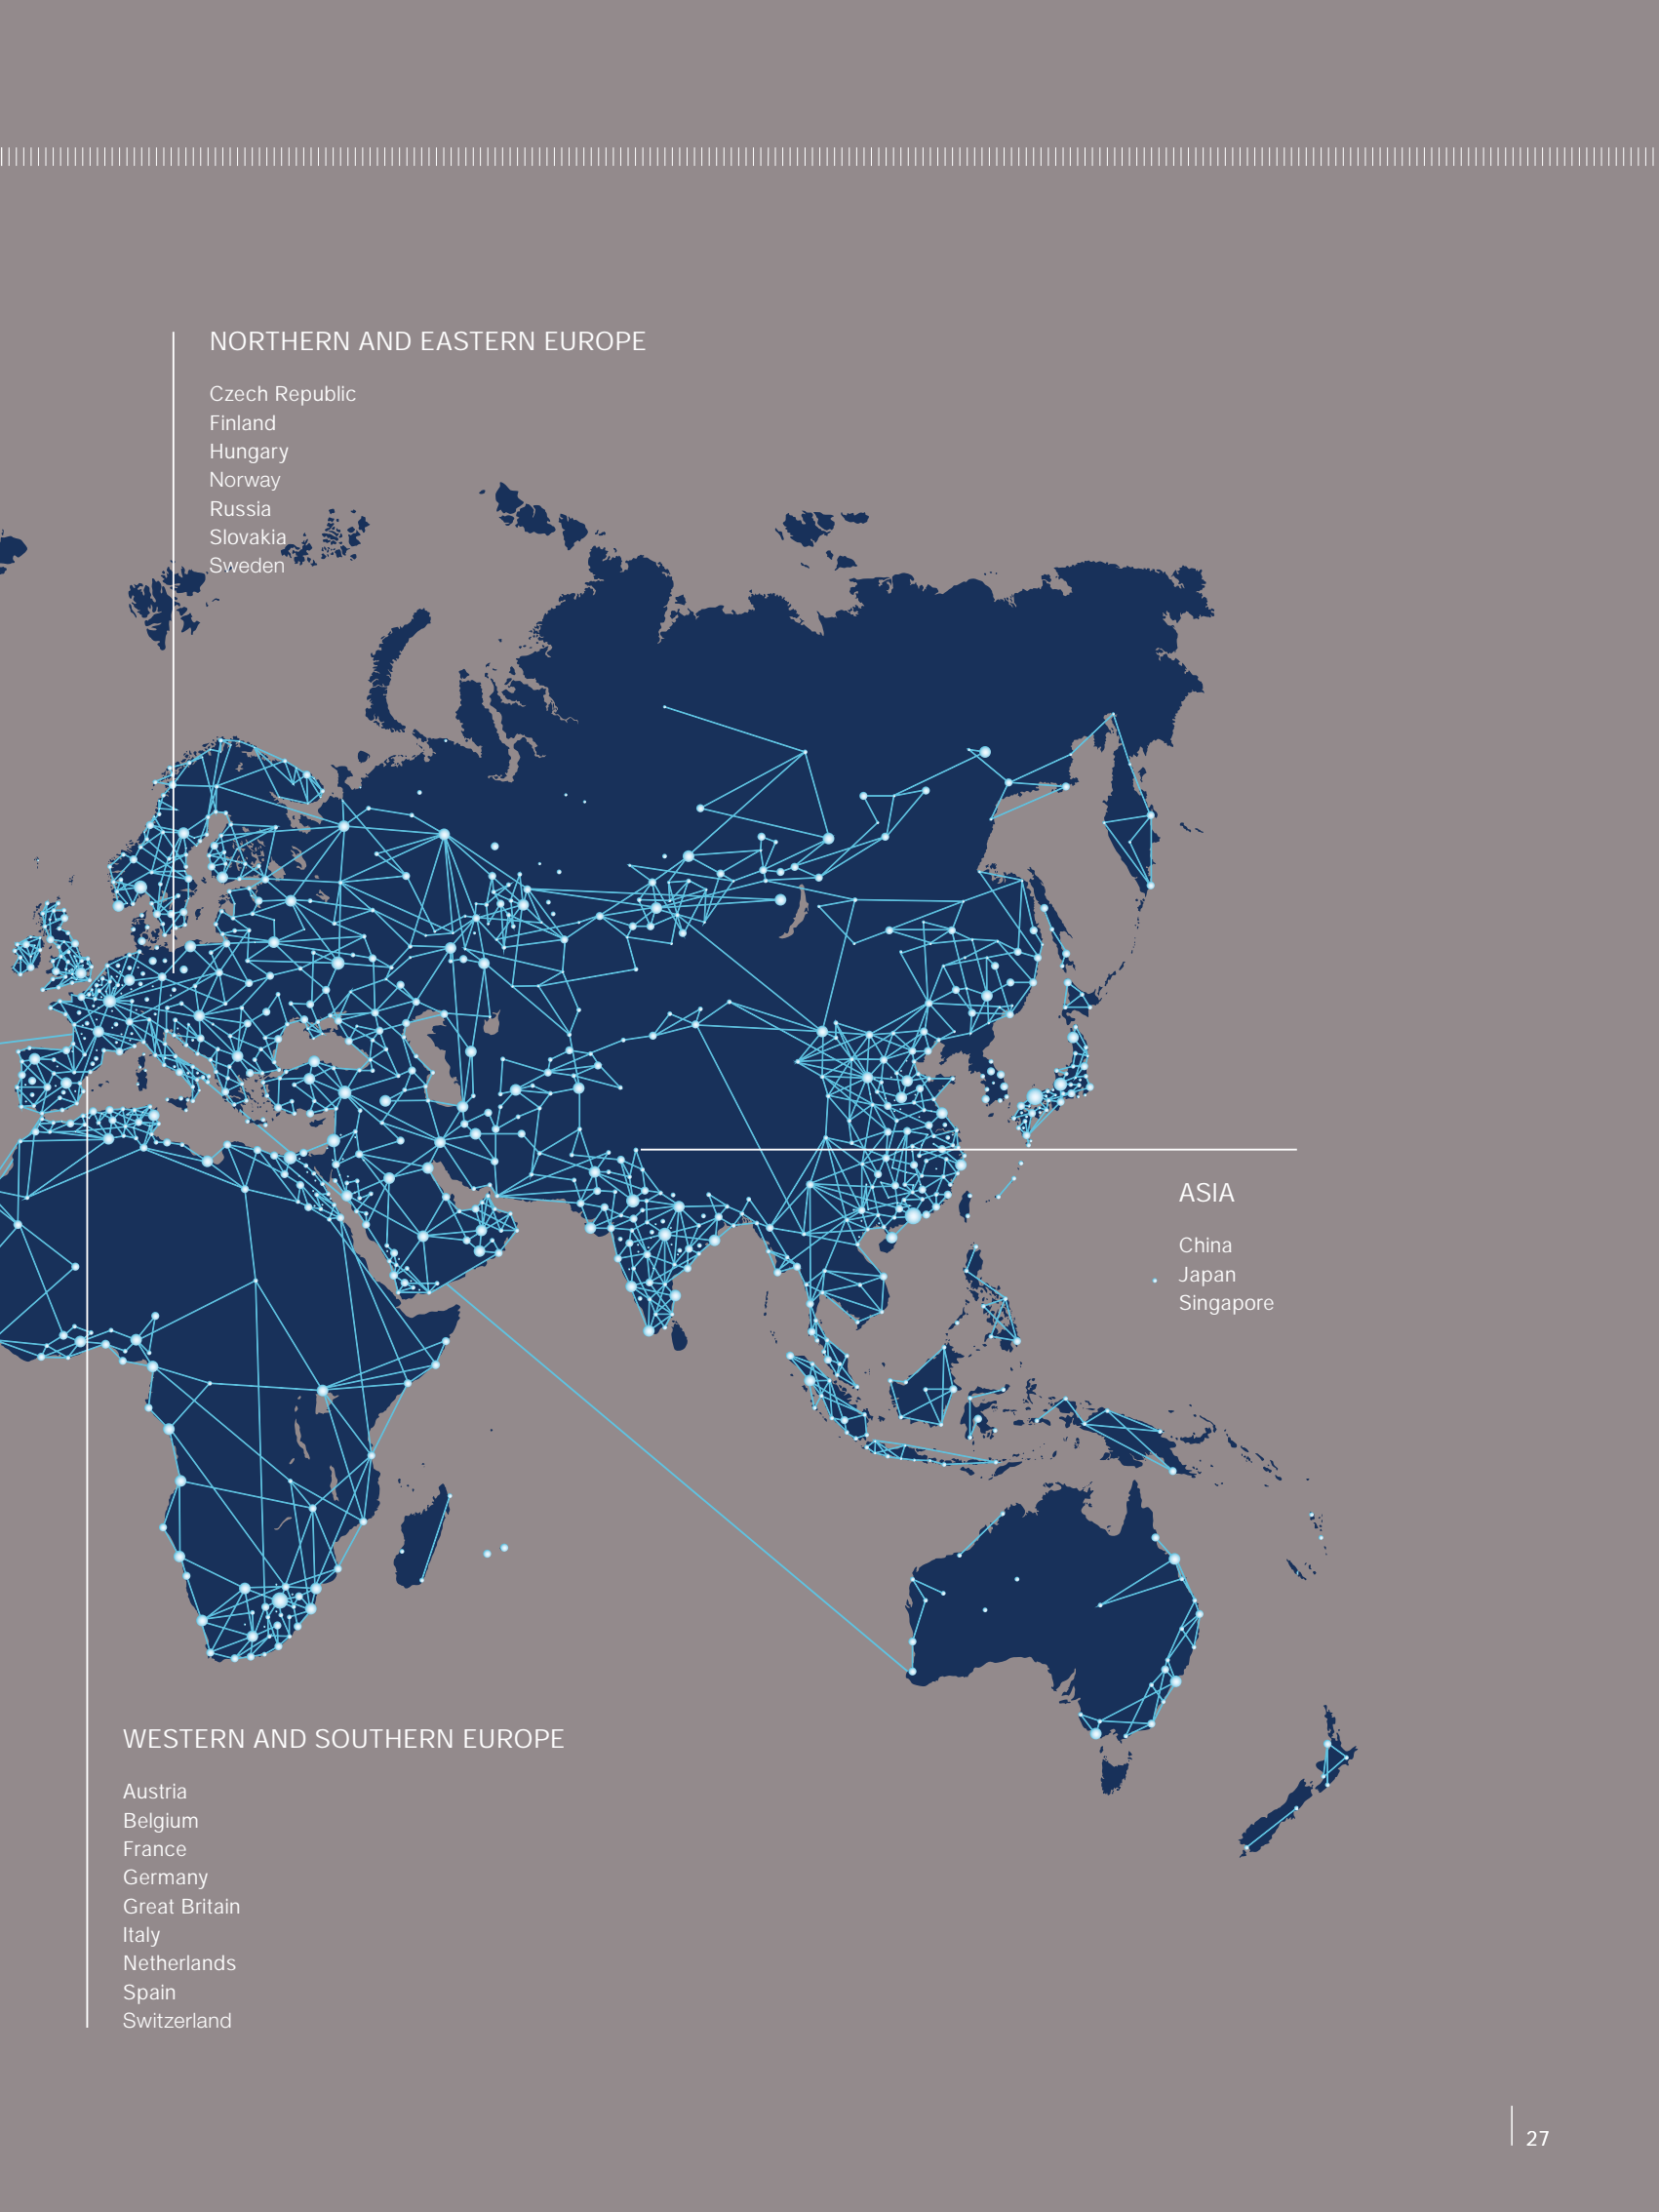 NORTHERN AND EASTERN EUROPE
Czech Republic
Finland
Hungary
Norway
Russia
Slovakia
Sweden
ASIA
China
Japan
Singapore
WESTERN AND SOUTHERN EUROPE
Austria
Belgium
France
Germany
Great Britain
Italy
Netherlands
Spain
Switzerland
27